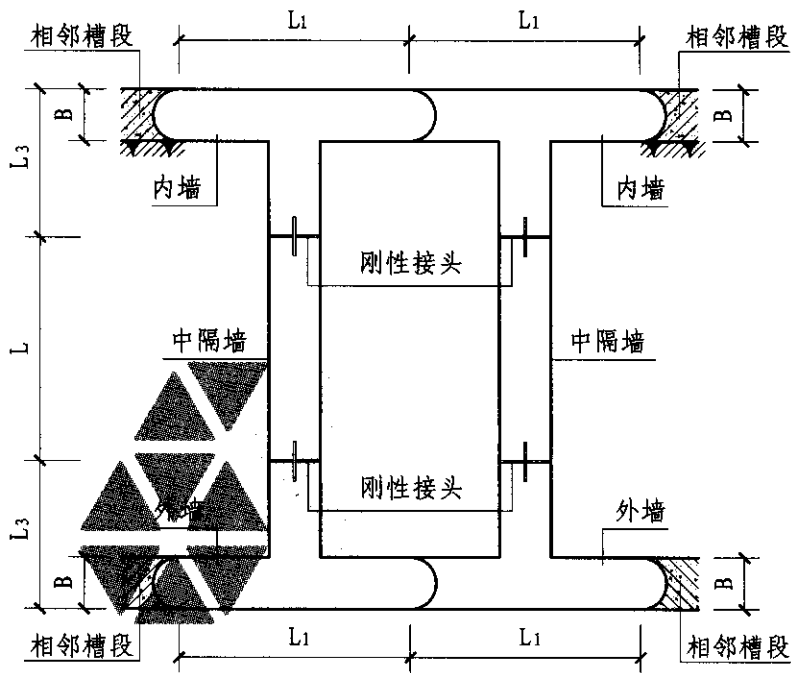 L1 L1
相邻槽段 相邻槽段
B B
L3
内墙 内墙
刚性接头
L
中隔墙 中隔墙
刚性接头
L3
外墙 外墙
B B
相邻槽段 相邻槽段
L1 L1